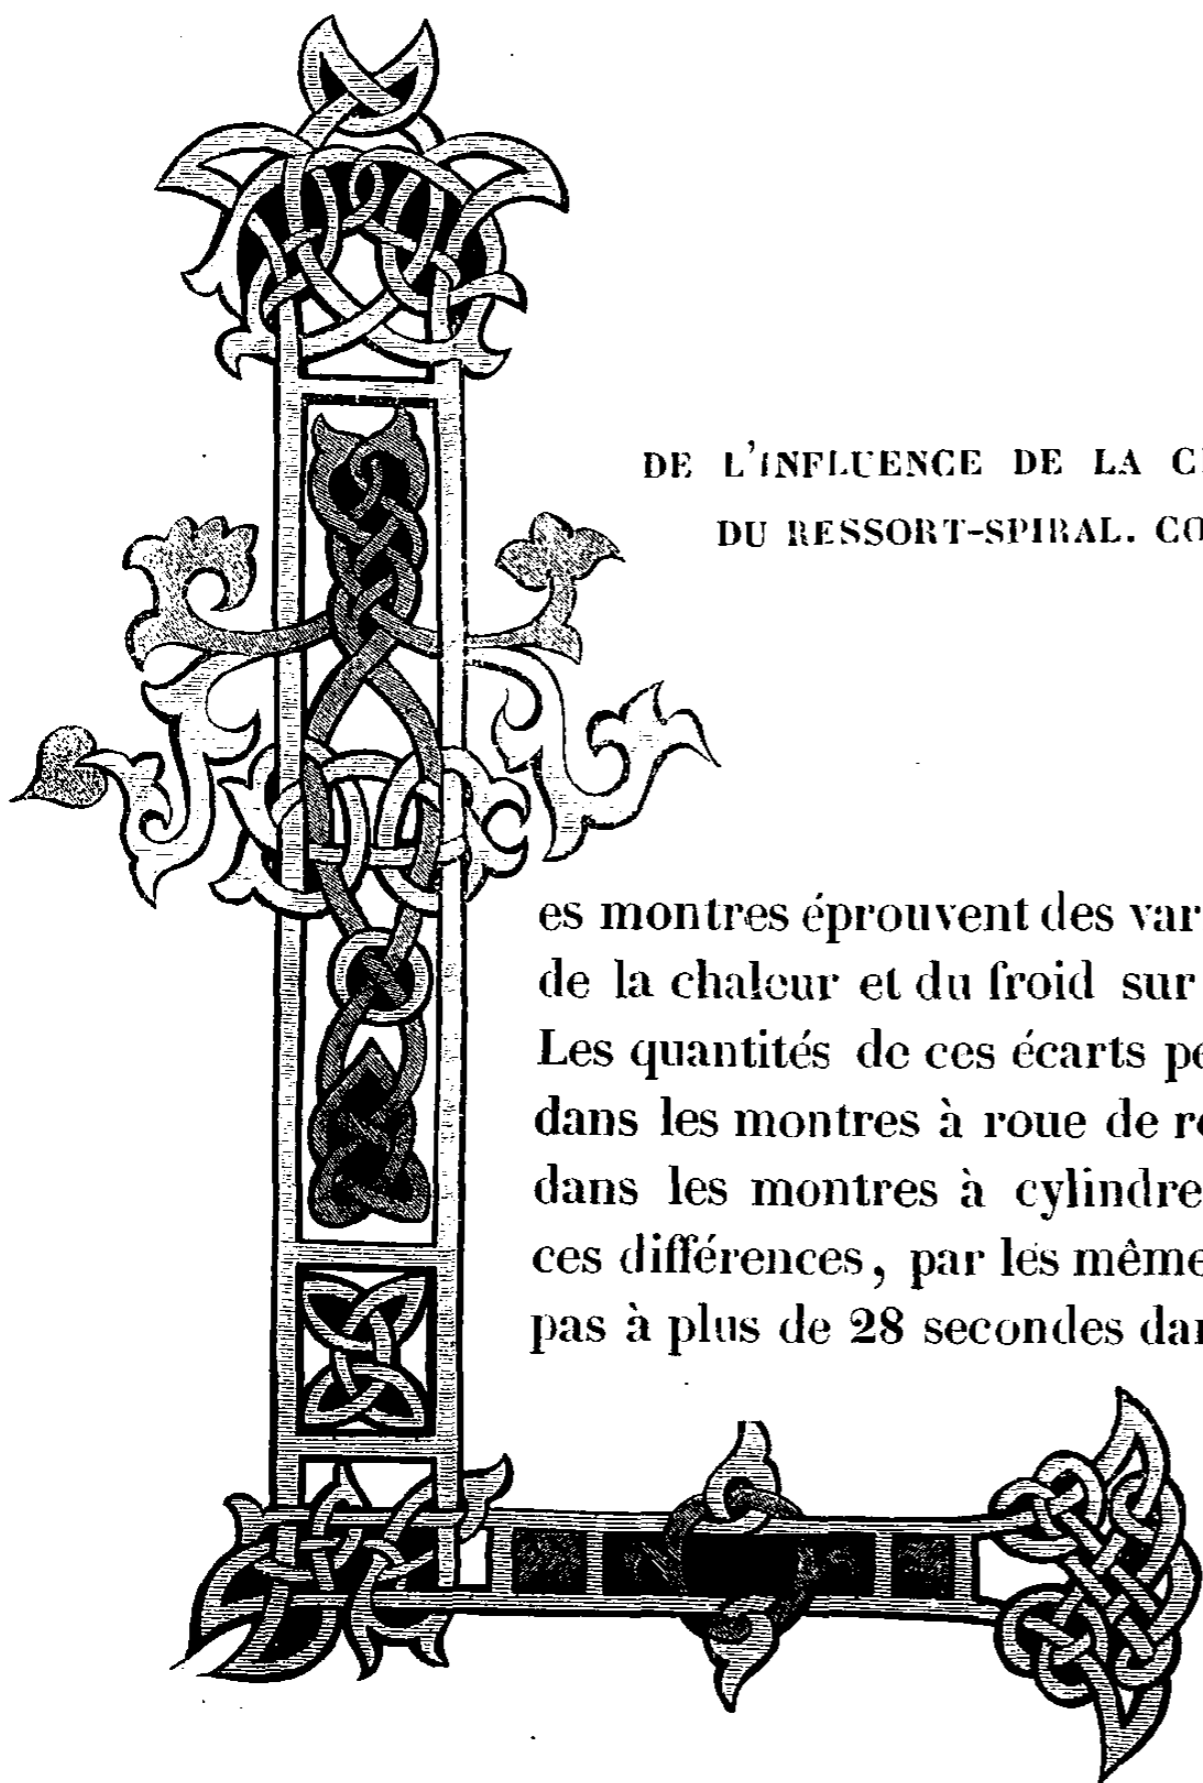 DE L'INFLUENCE DE LA C
DU RESSORT-SPIRAL. CO
L
es montres éprouvent des var
de la chaleur et du froid sur
Les quantités de ces écarts pe
dans les montres à roue de r
dans les montres à cylindre
ces différences, par les même
pas à plus de 28 secondes da